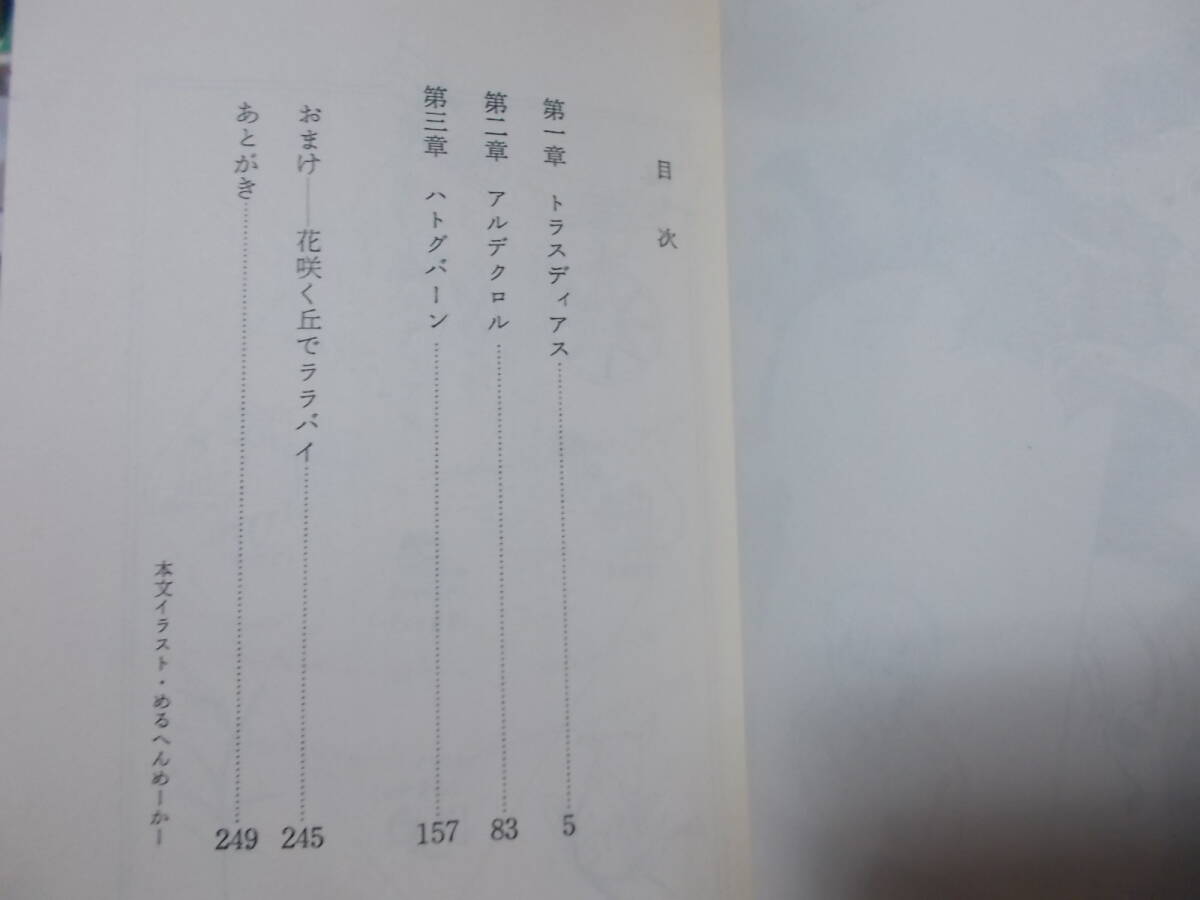 目次
第一章 トラスディアス……5
第二章 アルデクロル……83
第三章 ハトグバーン……157
おまけ――花咲く丘でララバイ……245
あとがき……249
本文イラスト・めるへんめーかー